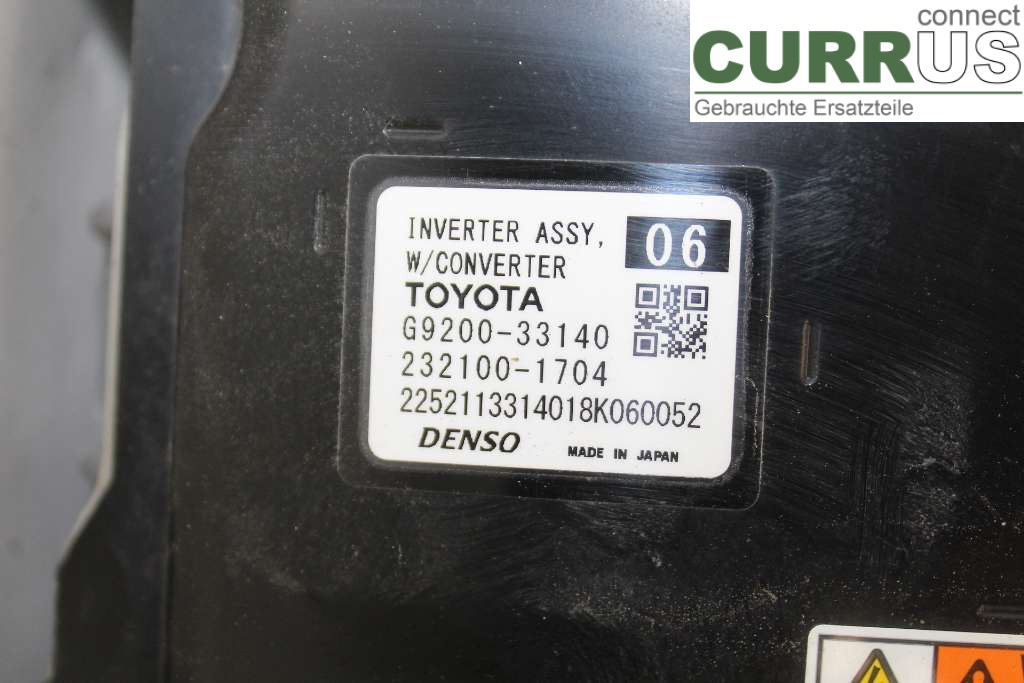 connect
CURRUS
Gebrauchte Ersatzteile
INVERTER ASSY, 06
W/CONVERTER
TOYOTA
G9200-33140
232100-1704
2252113314018K060052
DENSO MADE IN JAPAN